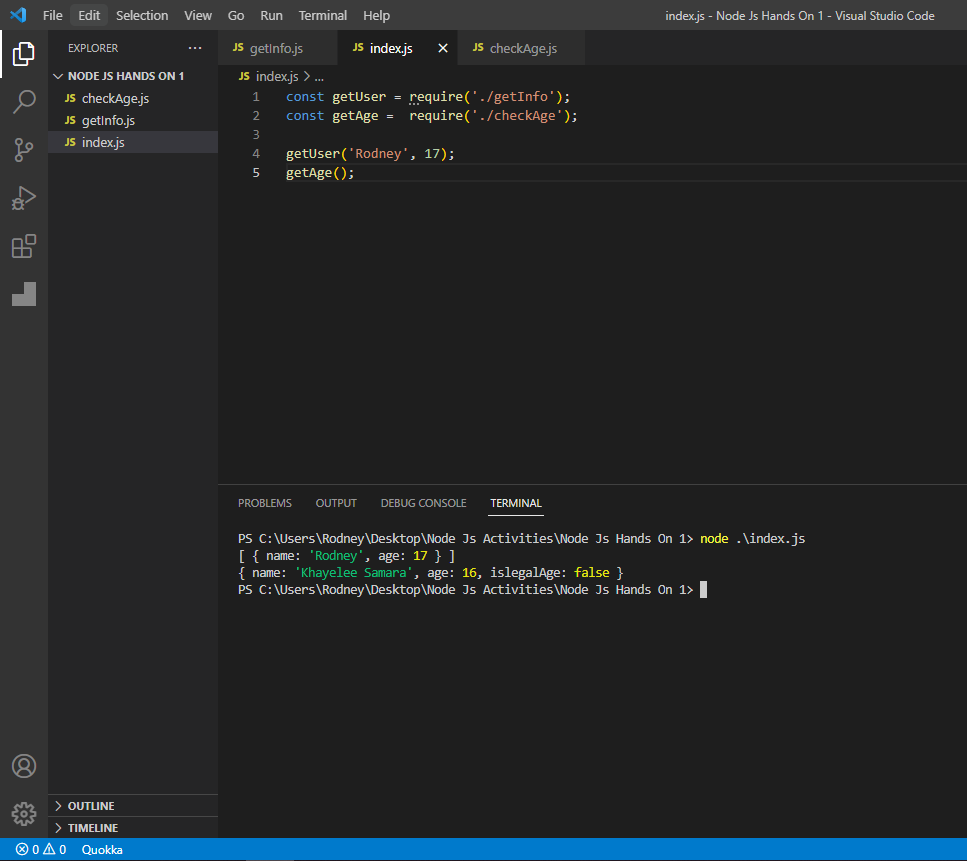 File Edit Selection View Go Run Terminal Help index.js - Node Js Hands On 1 - Visual Studio Code
EXPLORER ...
NODE JS HANDS ON 1
JS checkAge.js
JS getInfo.js
JS index.js
OUTLINE
TIMELINE
JS getInfo.js JS index.js JS checkAge.js
JS index.js > ...
1 const getUser = require('./getInfo');
2 const getAge =  require('./checkAge');
3
4 getUser('Rodney', 17);
5 getAge();
PROBLEMS OUTPUT DEBUG CONSOLE TERMINAL
PS C:\Users\Rodney\Desktop\Node Js Activities\Node Js Hands On 1> node .\index.js
[ { name: 'Rodney', age: 17 } ]
{ name: 'Khayelee Samara', age: 16, islegalAge: false }
PS C:\Users\Rodney\Desktop\Node Js Activities\Node Js Hands On 1>
0 0 Quokka